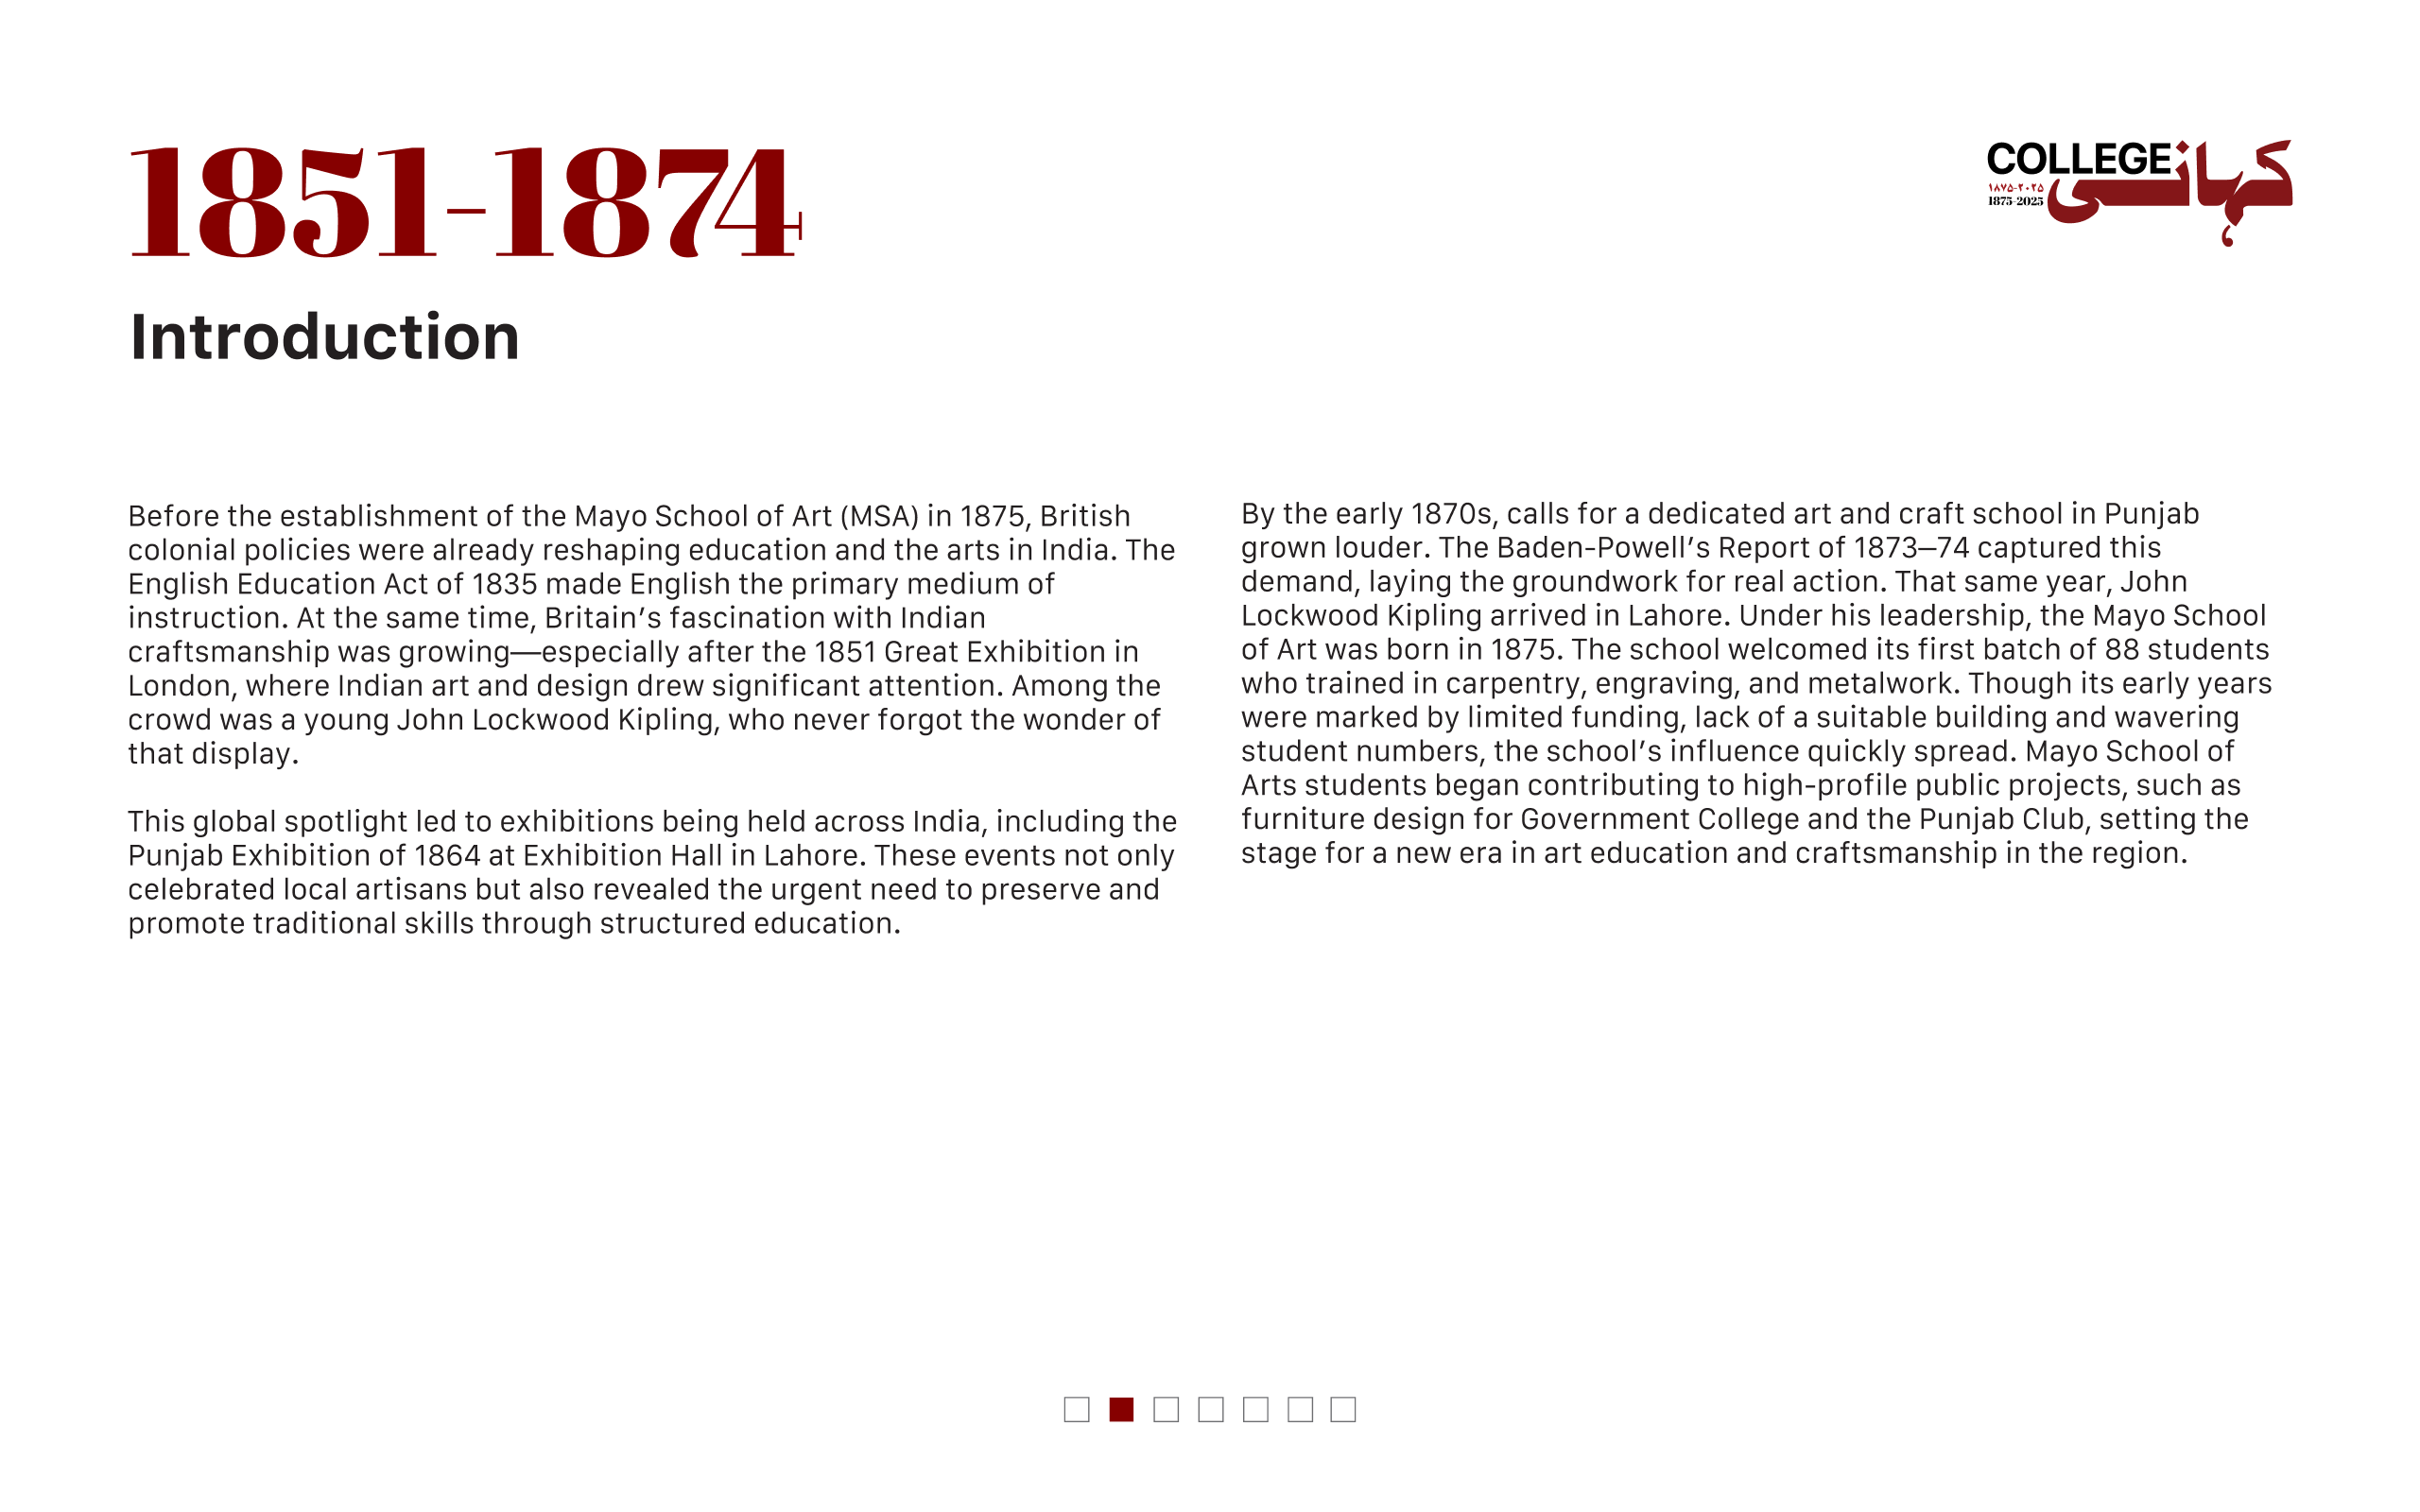 1851-1874
COLLEGE کہانی
۱۸۷۵-۲۰۲۵
1875-2025
Introduction
Before the establishment of the Mayo School of Art (MSA) in 1875, British
colonial policies were already reshaping education and the arts in India. The
English Education Act of 1835 made English the primary medium of
instruction. At the same time, Britain’s fascination with Indian
craftsmanship was growing—especially after the 1851 Great Exhibition in
London, where Indian art and design drew significant attention. Among the
crowd was a young John Lockwood Kipling, who never forgot the wonder of
that display.
This global spotlight led to exhibitions being held across India, including the
Punjab Exhibition of 1864 at Exhibition Hall in Lahore. These events not only
celebrated local artisans but also revealed the urgent need to preserve and
promote traditional skills through structured education.
By the early 1870s, calls for a dedicated art and craft school in Punjab
grown louder. The Baden-Powell’s Report of 1873–74 captured this
demand, laying the groundwork for real action. That same year, John
Lockwood Kipling arrived in Lahore. Under his leadership, the Mayo School
of Art was born in 1875. The school welcomed its first batch of 88 students
who trained in carpentry, engraving, and metalwork. Though its early years
were marked by limited funding, lack of a suitable building and wavering
student numbers, the school’s influence quickly spread. Mayo School of
Arts students began contributing to high-profile public projects, such as
furniture design for Government College and the Punjab Club, setting the
stage for a new era in art education and craftsmanship in the region.